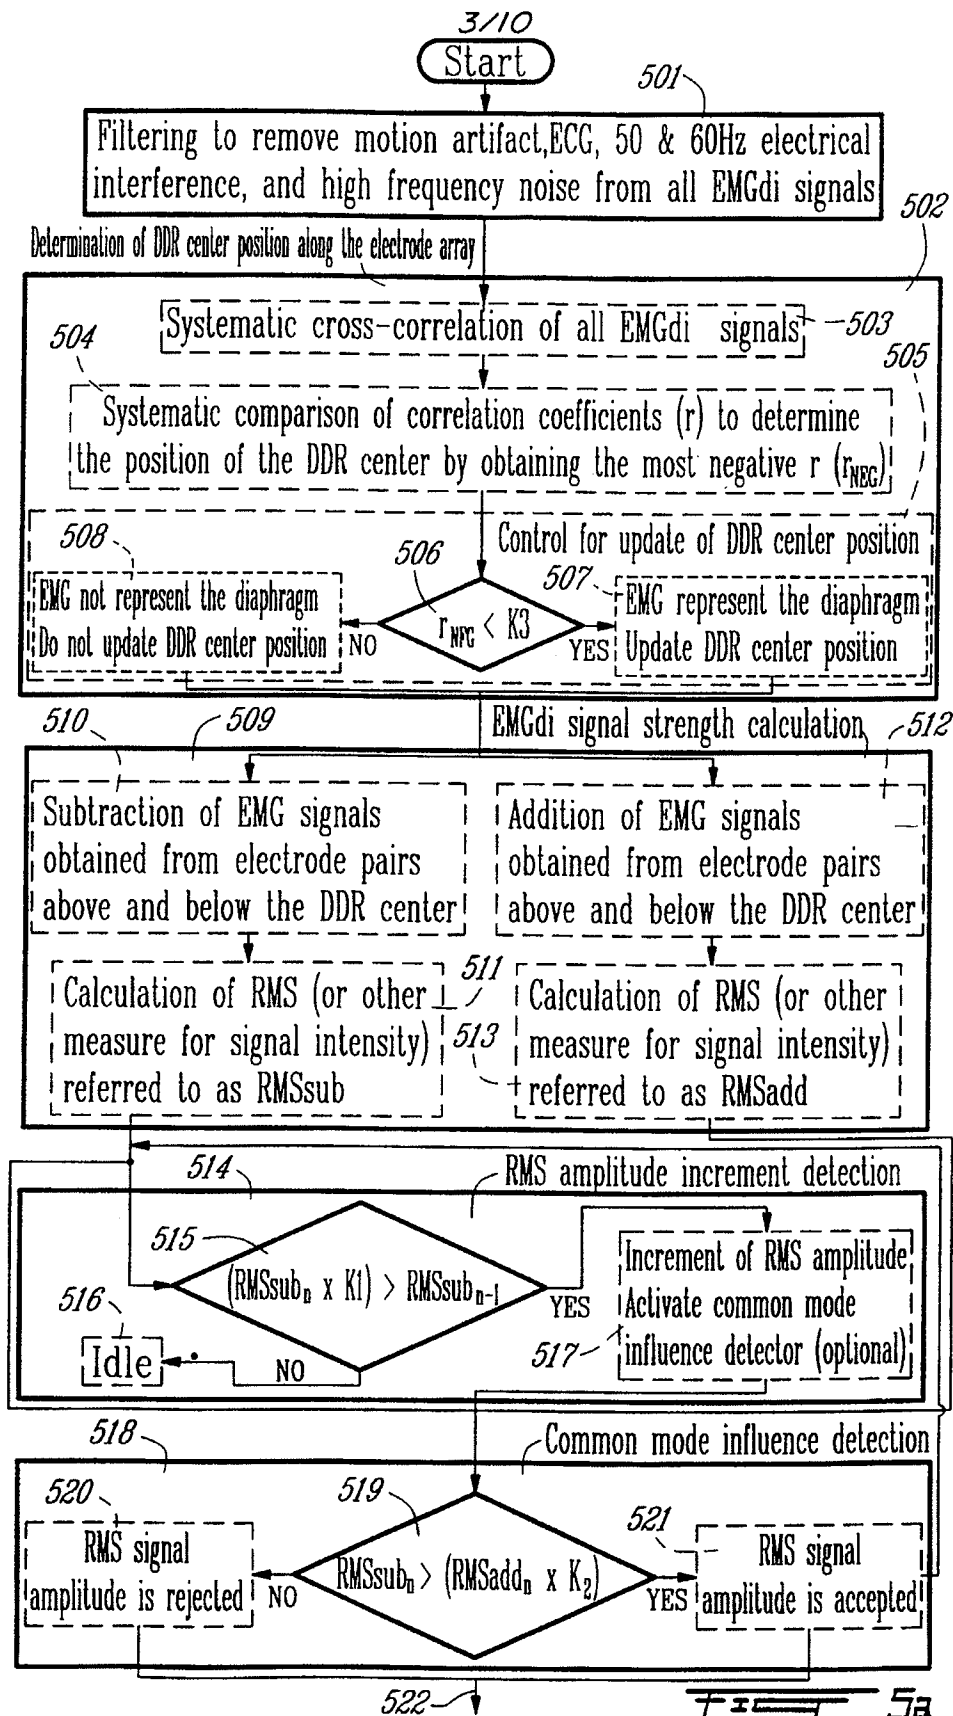 3/10
Start
501
Filtering to remove motion artifact,ECG, 50 & 60Hz electrical
interference, and high frequency noise from all EMGdi signals
502
Determination of DDR center position along the electrode array
Systematic cross-correlation of all EMGdi signals
503
504
505
Systematic comparison of correlation coefficients (r) to determine
the position of the DDR center by obtaining the most negative r (rNEG)
Control for update of DDR center position
508
506
507
EMG not represent the diaphragm
Do not update DDR center position
NO
rNEG < K3
YES
EMG represent the diaphragm
Update DDR center position
510
509
EMGdi signal strength calculation
512
Subtraction of EMG signals
obtained from electrode pairs
above and below the DDR center
Addition of EMG signals
obtained from electrode pairs
above and below the DDR center
Calculation of RMS (or other
measure for signal intensity)
referred to as RMSsub
511
513
Calculation of RMS (or other
measure for signal intensity)
referred to as RMSadd
514
RMS amplitude increment detection
515
(RMSsubn x K1) > RMSsubn-1
YES
Increment of RMS amplitude
Activate common mode
influence detector (optional)
517
516
Idle
NO
518
Common mode influence detection
520
519
521
RMS signal
amplitude is rejected
NO
RMSsubn > (RMSaddn x K2)
YES
RMS signal
amplitude is accepted
522
FIG 5a